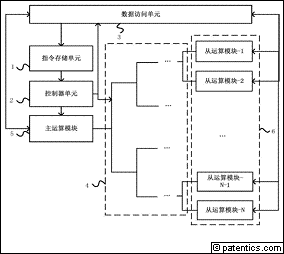 数据访问单元
3
指令存储单元
1
控制器单元
2
主运算模块
5
4
...
...
...
...
从运算模块-1
从运算模块-2
...
6
从运算模块-
N-1
从运算模块-N
© patentics.com